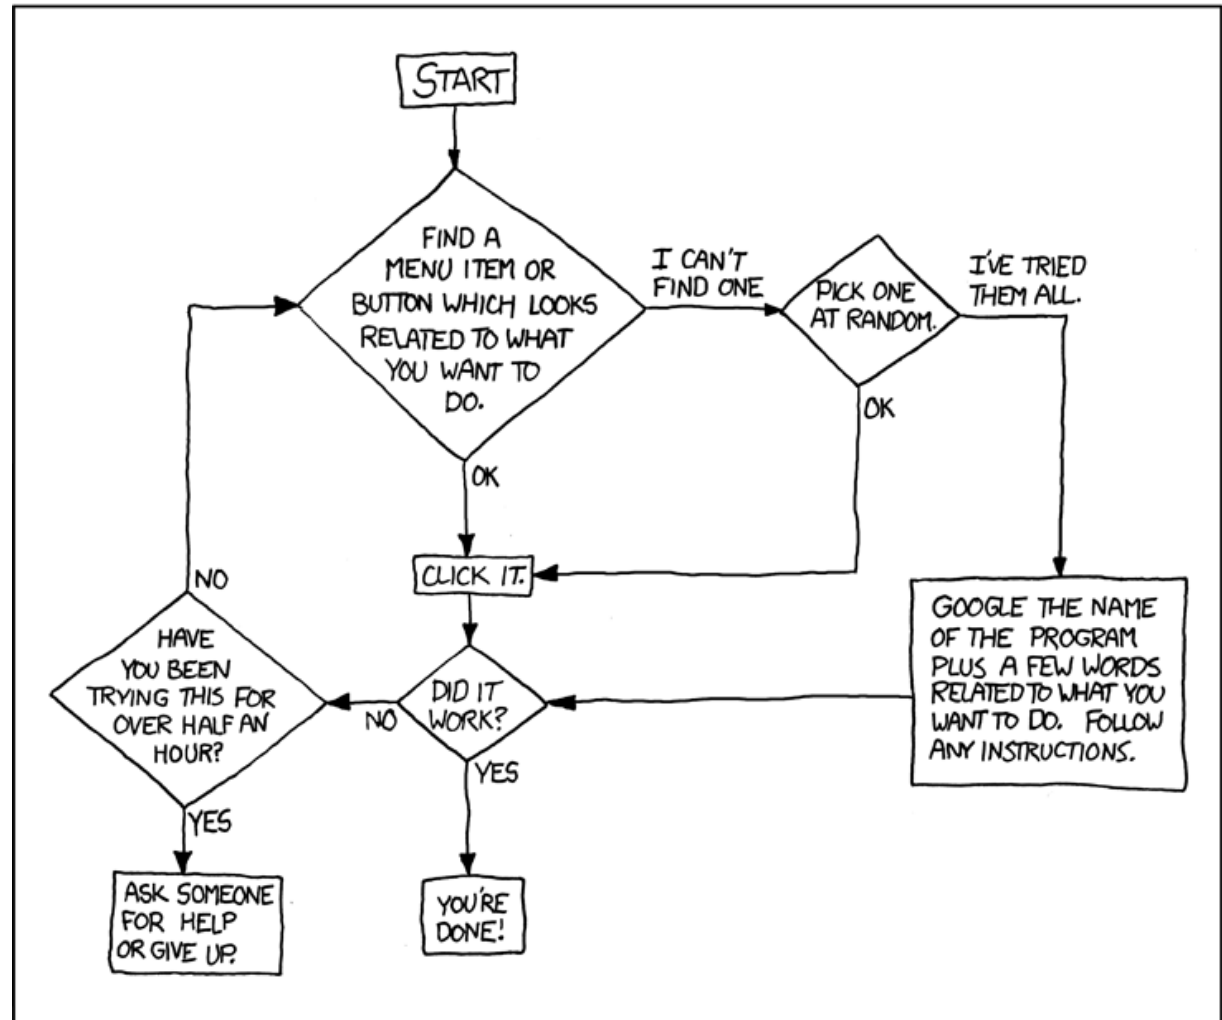 START
FIND A
MENU ITEM OR
BUTTON WHICH LOOKS
RELATED TO WHAT
YOU WANT TO
DO.
I CAN'T
FIND ONE
PICK ONE
AT RANDOM.
I'VE TRIED
THEM ALL.
OK
OK
CLICK IT.
NO
HAVE
YOU BEEN
TRYING THIS FOR
OVER HALF AN
HOUR?
NO
DID IT
WORK?
GOOGLE THE NAME
OF THE PROGRAM
PLUS A FEW WORDS
RELATED TO WHAT YOU
WANT TO DO. FOLLOW
ANY INSTRUCTIONS.
YES
YES
ASK SOMEONE
FOR HELP
OR GIVE UP.
YOU'RE
DONE!